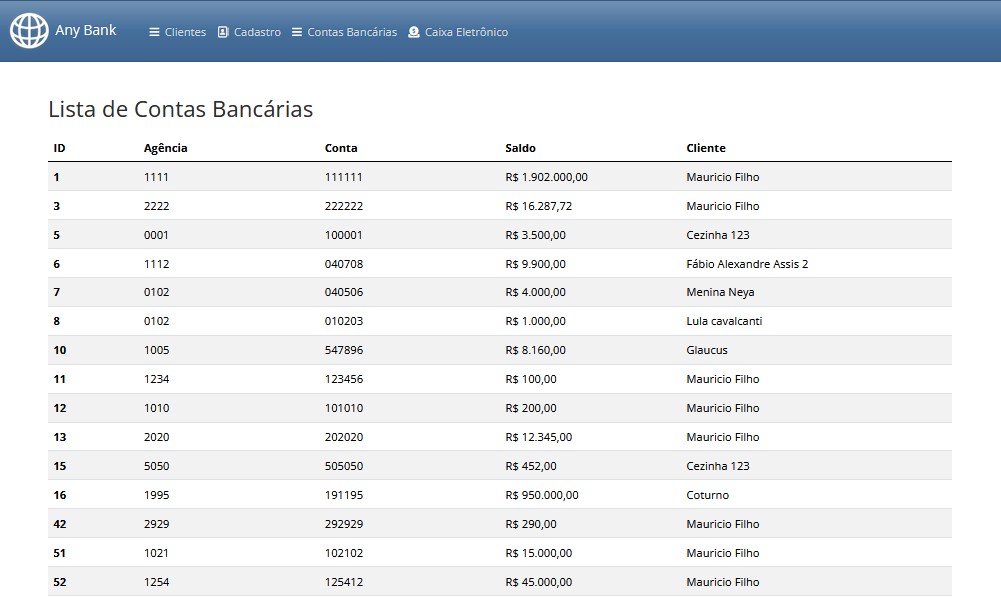 Any Bank Clientes Cadastro Contas Bancárias Caixa Eletrônico
Lista de Contas Bancárias
ID Agência Conta Saldo Cliente
1 1111 111111 R$ 1.902.000,00 Mauricio Filho
3 2222 222222 R$ 16.287,72 Mauricio Filho
5 0001 100001 R$ 3.500,00 Cezinha 123
6 1112 040708 R$ 9.900,00 Fábio Alexandre Assis 2
7 0102 040506 R$ 4.000,00 Menina Neya
8 0102 010203 R$ 1.000,00 Lula cavalcanti
10 1005 547896 R$ 8.160,00 Glaucus
11 1234 123456 R$ 100,00 Mauricio Filho
12 1010 101010 R$ 200,00 Mauricio Filho
13 2020 202020 R$ 12.345,00 Mauricio Filho
15 5050 505050 R$ 452,00 Cezinha 123
16 1995 191195 R$ 950.000,00 Coturno
42 2929 292929 R$ 290,00 Mauricio Filho
51 1021 102102 R$ 15.000,00 Mauricio Filho
52 1254 125412 R$ 45.000,00 Mauricio Filho